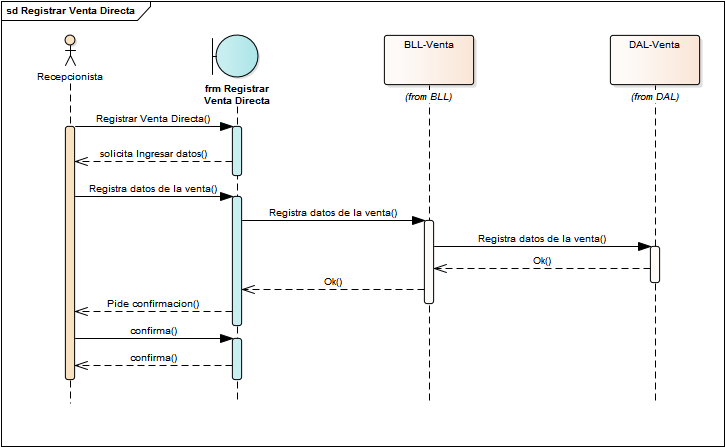 sd Registrar Venta Directa
Recepcionista
frm Registrar
Venta Directa
BLL-Venta
(from BLL)
DAL-Venta
(from DAL)
Registrar Venta Directa()
solicita Ingresar datos()
Registra datos de la venta()
Registra datos de la venta()
Registra datos de la venta()
Ok()
Ok()
Pide confirmacion()
confirma()
confirma()